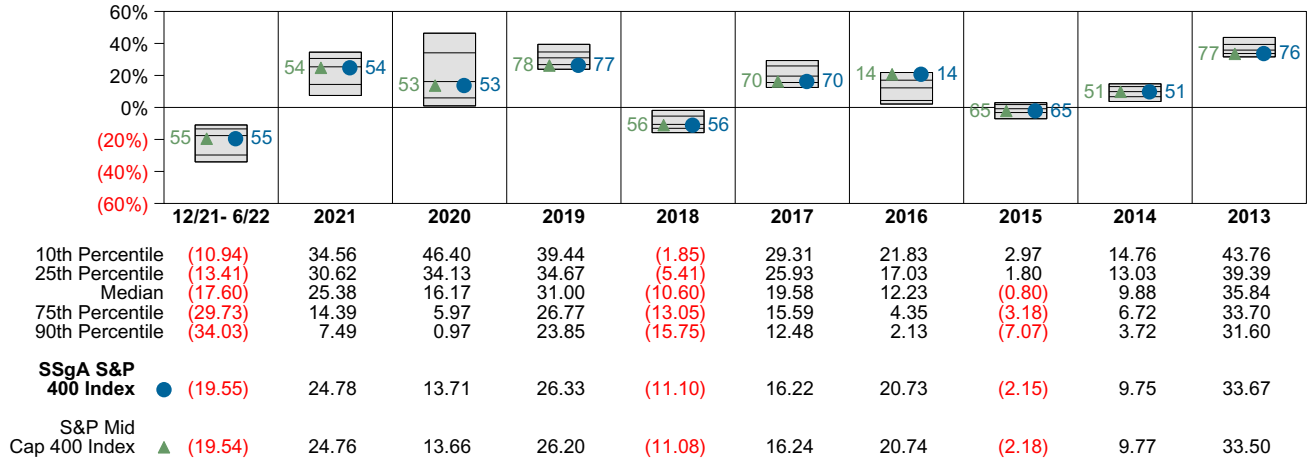 60%
40%
20%
0%
(20%)
(40%)
(60%)
55 55
54 54
53 53
78 77
56 56
70 70
14 14
65 65
51 51
77 76
12/21- 6/22 2021 2020 2019 2018 2017 2016 2015 2014 2013
10th Percentile (10.94) 34.56 46.40 39.44 (1.85) 29.31 21.83 2.97 14.76 43.76
25th Percentile (13.41) 30.62 34.13 34.67 (5.41) 25.93 17.03 1.80 13.03 39.39
Median (17.60) 25.38 16.17 31.00 (10.60) 19.58 12.23 (0.80) 9.88 35.84
75th Percentile (29.73) 14.39 5.97 26.77 (13.05) 15.59 4.35 (3.18) 6.72 33.70
90th Percentile (34.03) 7.49 0.97 23.85 (15.75) 12.48 2.13 (7.07) 3.72 31.60
SSgA S&P
400 Index (19.55) 24.78 13.71 26.33 (11.10) 16.22 20.73 (2.15) 9.75 33.67
S&P Mid
Cap 400 Index (19.54) 24.76 13.66 26.20 (11.08) 16.24 20.74 (2.18) 9.77 33.50